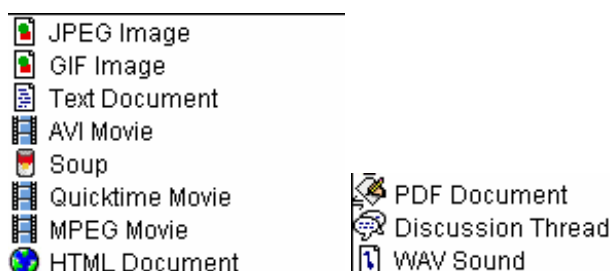 JPEG Image
GIF Image
Text Document
AVI Movie
Soup
Quicktime Movie
MPEG Movie
HTML Document
PDF Document
Discussion Thread
WAV Sound